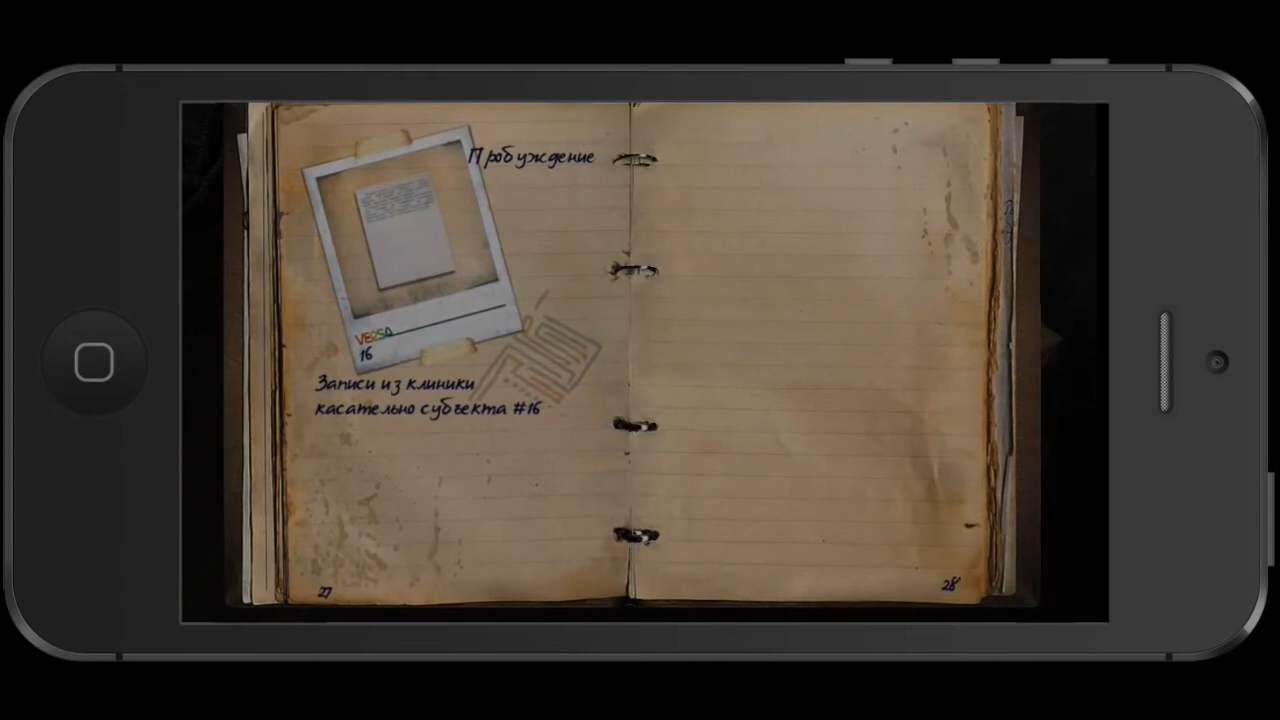 Пробуждение
VERSO
16
Записи из клиники
касательно субъекта #16
27
28